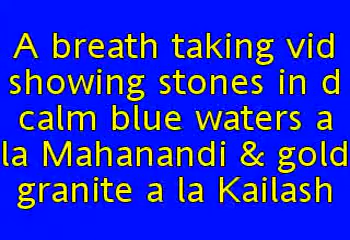 A breath taking vid
showing stones in d
calm blue waters a
la Mahanandi & gold
granite a la Kailash